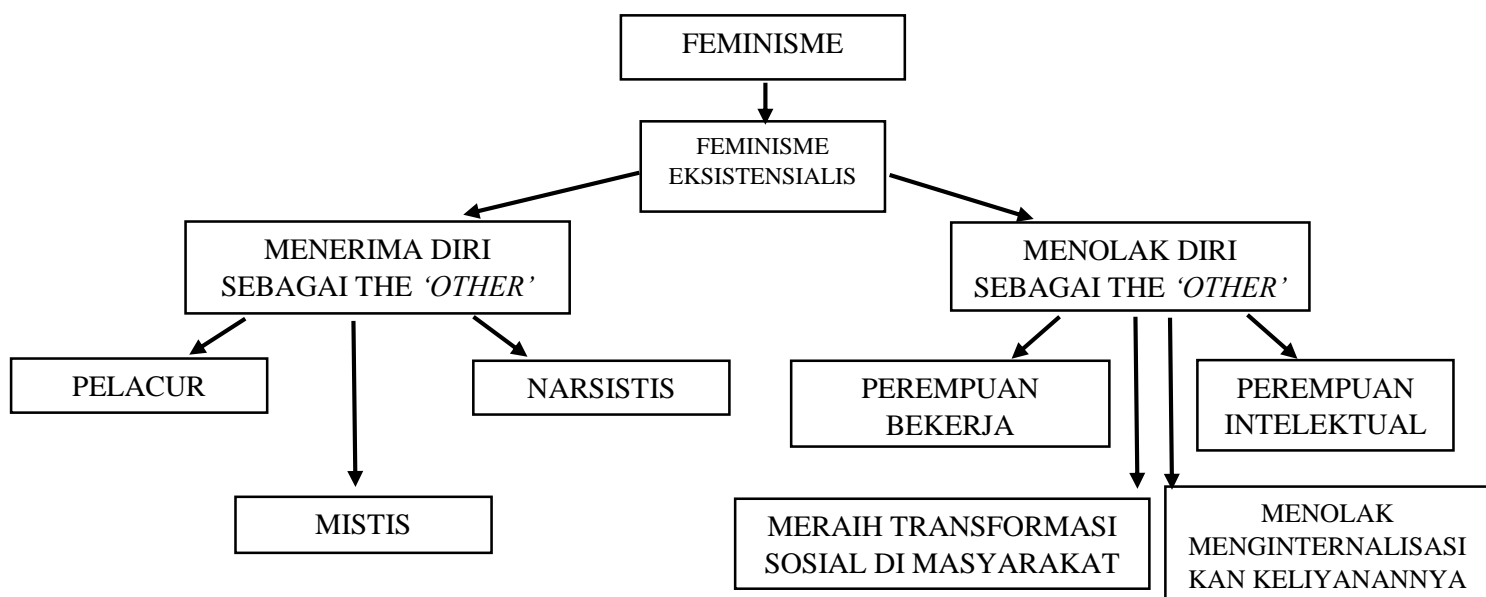 FEMINISME
FEMINISME
EKSISTENSIALIS
MENERIMA DIRI
SEBAGAI THE ‘OTHER’
MENOLAK DIRI
SEBAGAI THE ‘OTHER’
PELACUR
NARSISTIS
PEREMPUAN
BEKERJA
PEREMPUAN
INTELEKTUAL
MISTIS
MERAIH TRANSFORMASI
SOSIAL DI MASYARAKAT
MENOLAK
MENGINTERNALISASI
KAN KELIYANANNYA